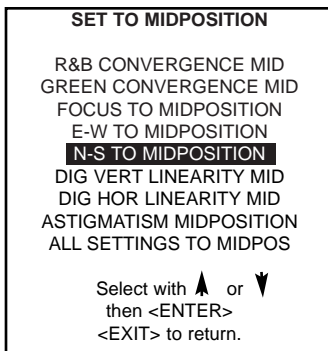 SET TO MIDPOSITION
R&B CONVERGENCE MID
GREEN CONVERGENCE MID
FOCUS TO MIDPOSITION
E-W TO MIDPOSITION
N-S TO MIDPOSITION
DIG VERT LINEARITY MID
DIG HOR LINEARITY MID
ASTIGMATISM MIDPOSITION
ALL SETTINGS TO MIDPOS
Select with or
then <ENTER>
<EXIT> to return.